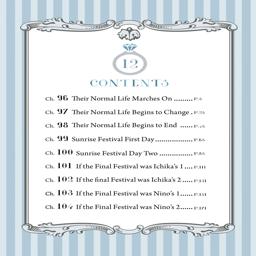 12
CONTENTS
Ch. 96 Their Normal Life Marches On ........ P.5
Ch. 97 Their Normal Life Begins to Change .
Ch. 98 Their Normal Life Begins to End .......
Ch. 99 Sunrise Festival First Day ..................
Ch. 100 Sunrise Festival Day Two .................
Ch. 101 If the Final Festival was Ichika's 1 ....
Ch. 102 If the final Festival was Ichika's 2 ......
Ch. 103 If the Final Festival was Nino's 1......
Ch. 104 If the Final Festival was Nino's 2......